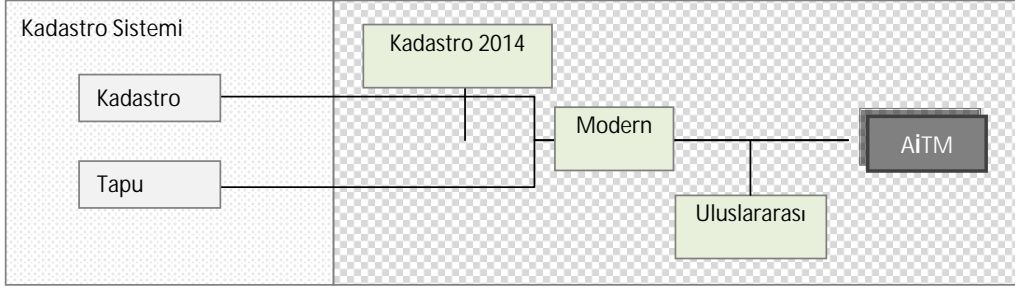 Kadastro Sistemi
Kadastro 2014
Kadastro
Modern
AİTM
Tapu
Uluslararası